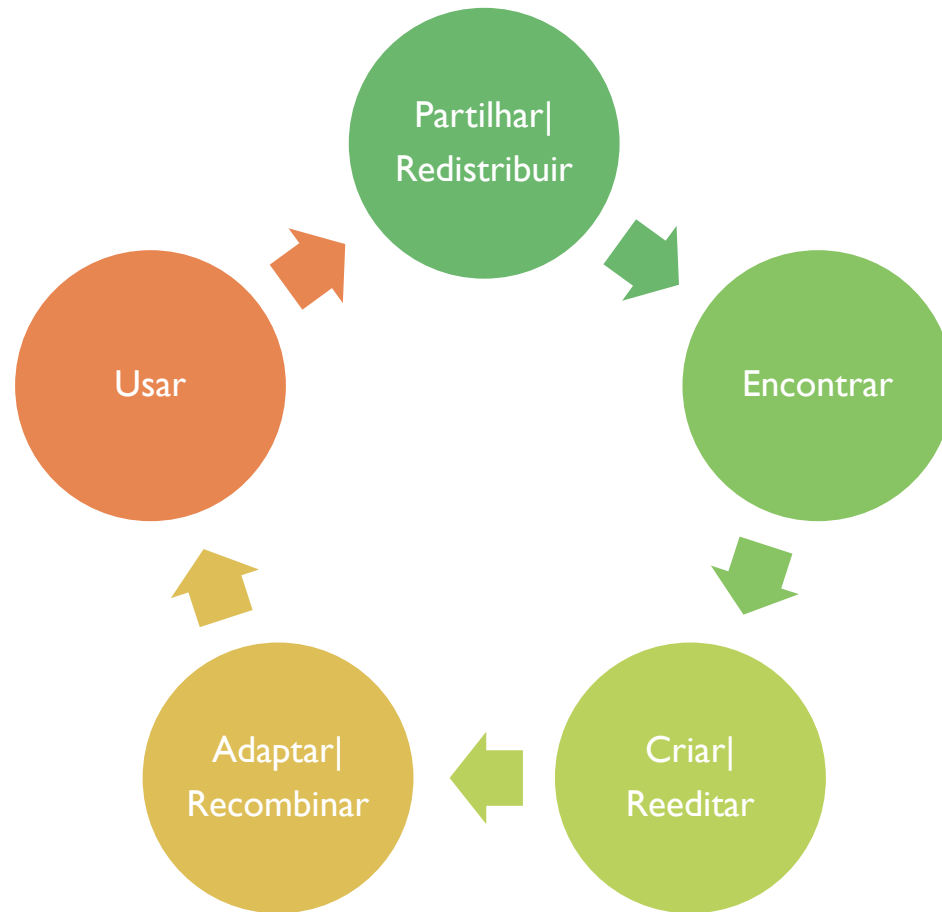 Partilhar|
Redistribuir
Encontrar
Criar|
Reeditar
Adaptar|
Recombinar
Usar